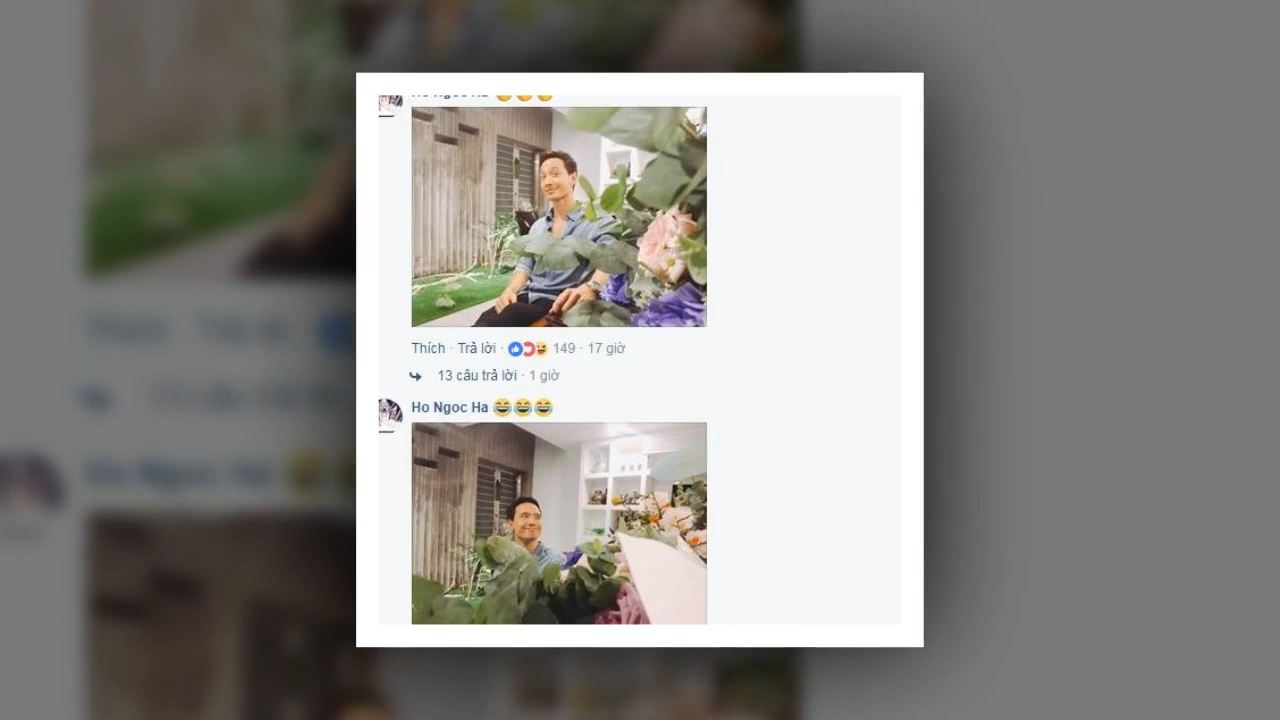 Ho Ngoc Ha
Thích · Trả lời · 149 · 17 giờ
13 câu trả lời · 1 giờ
Ho Ngoc Ha